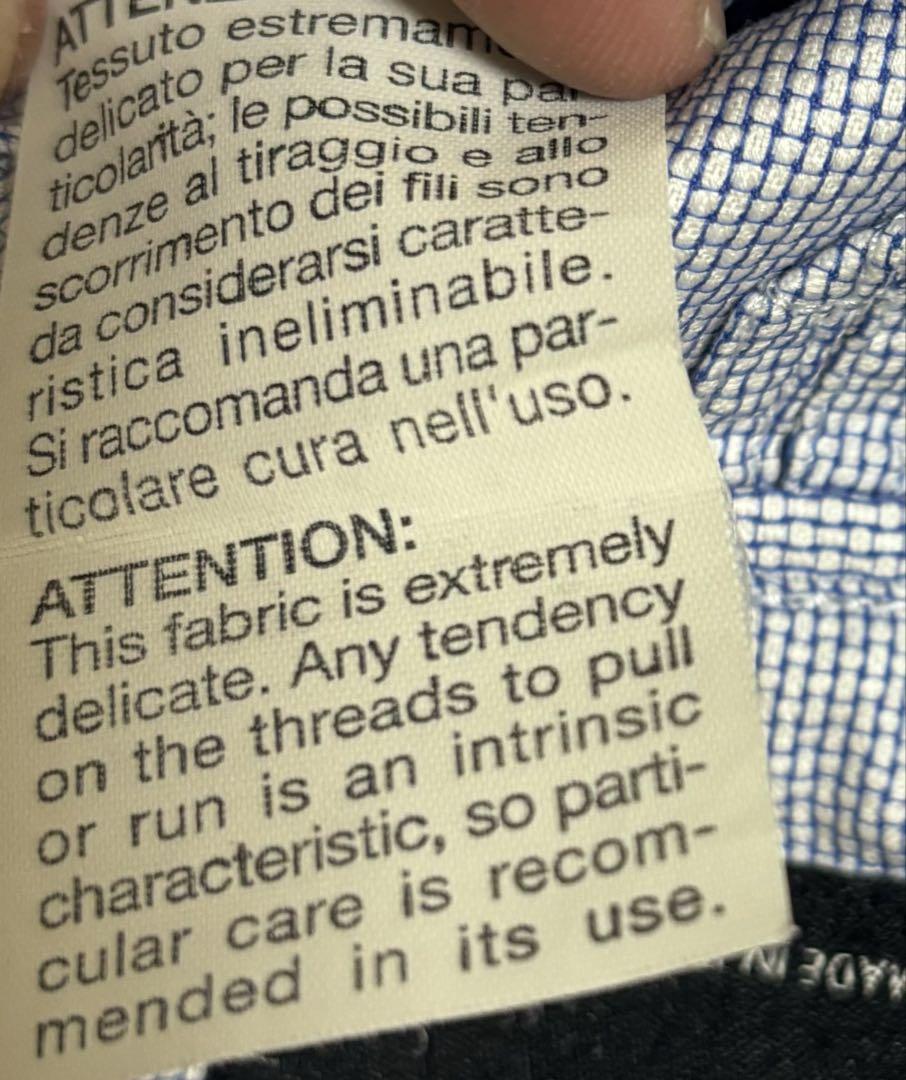 Tessuto
delicato per la sua
ticolarità; le possibili ten-
denze al tiraggio e allo
scorrimento dei fili sono
da considerarsi caratte-
ristica ineliminabile.
Si raccomanda una par-
ticolare cura nell'uso.
ATTENTION:
This fabric is extremely
delicate. Any tendency
on the threads to pull
or run is an intrinsic
characteristic, so parti-
cular care is recom-
mended in its use.
MADE IN